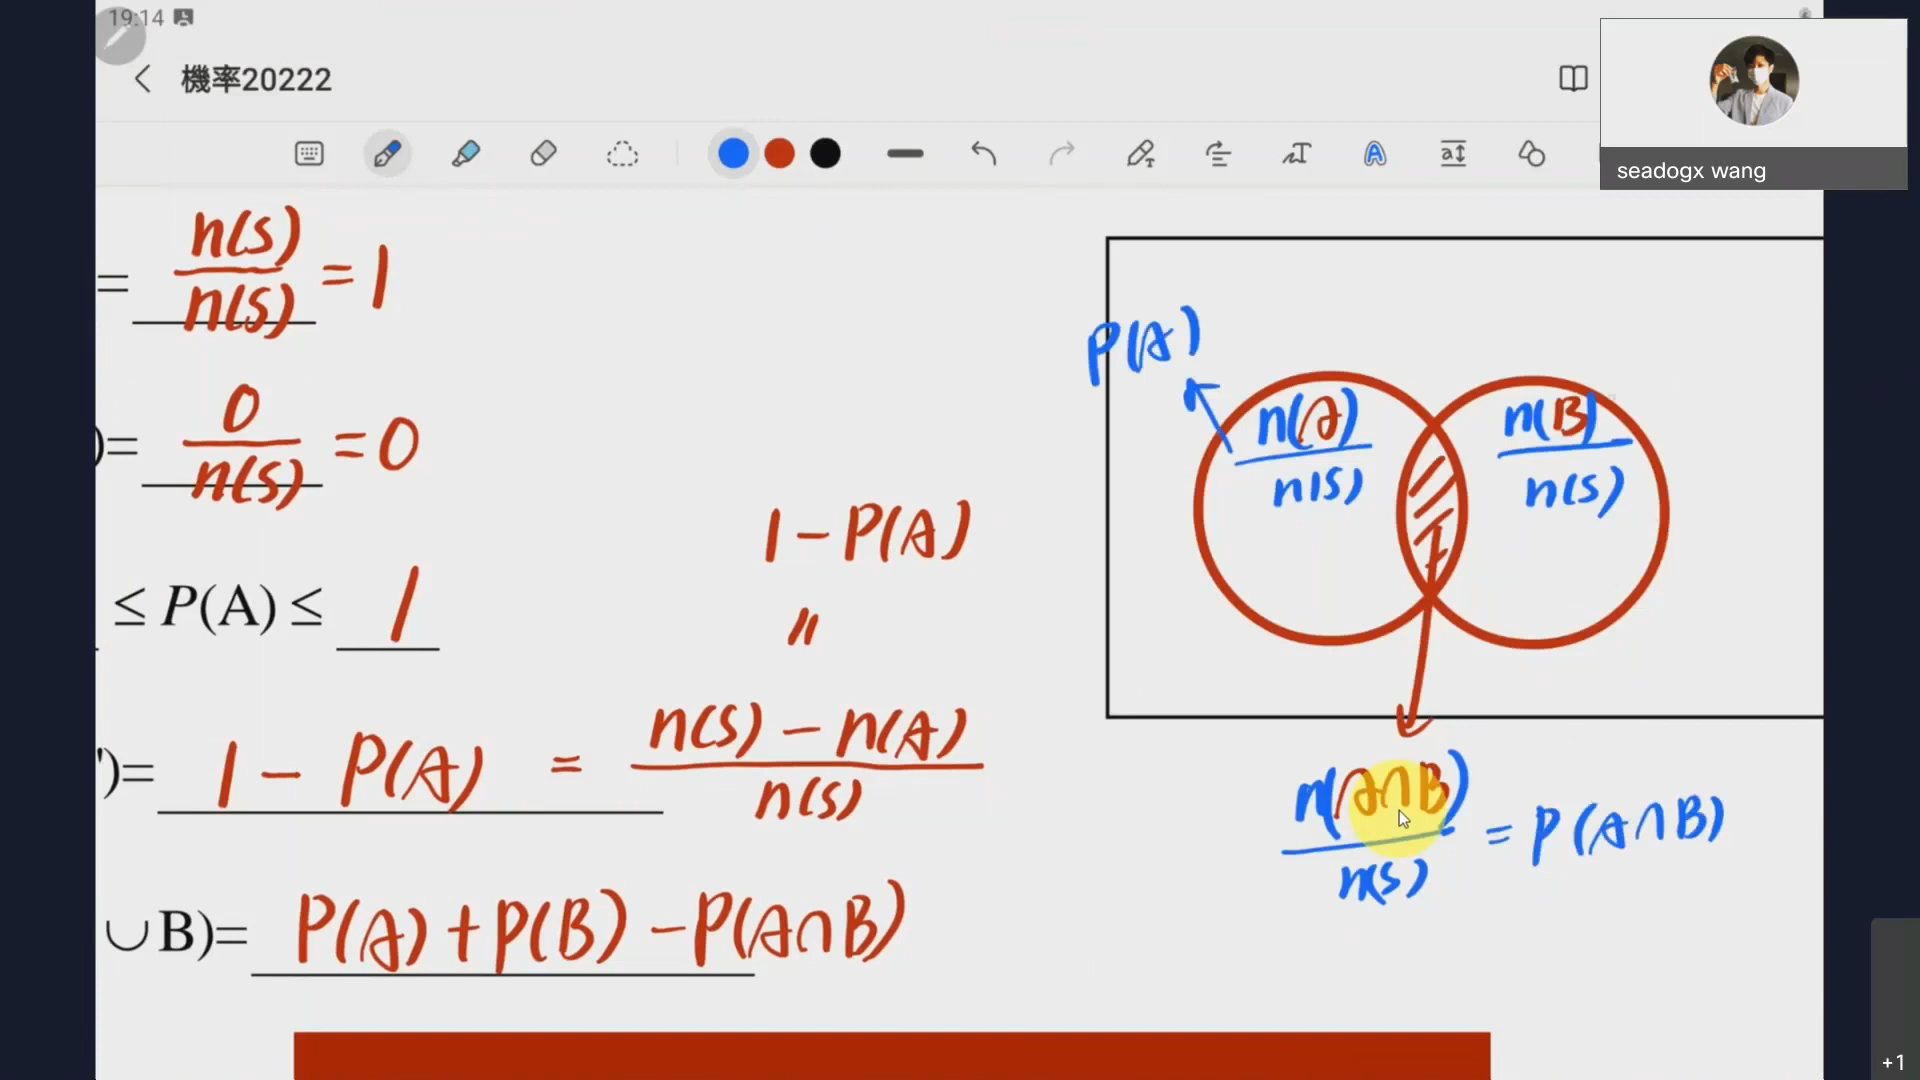 19:14
機率20222
seadogx wang
= n(S)/n(S) = 1
)= 0/n(S) = 0
≤ P(A) ≤ 1
1 - P(A)
〃
')= 1 - P(A) = n(S) - n(A)/n(S)
∪B)= P(A) + P(B) - P(A∩B)
P(A)
n(A)/n(S)
n(B)/n(S)
n(A∩B)/n(S) = P(A∩B)
+1